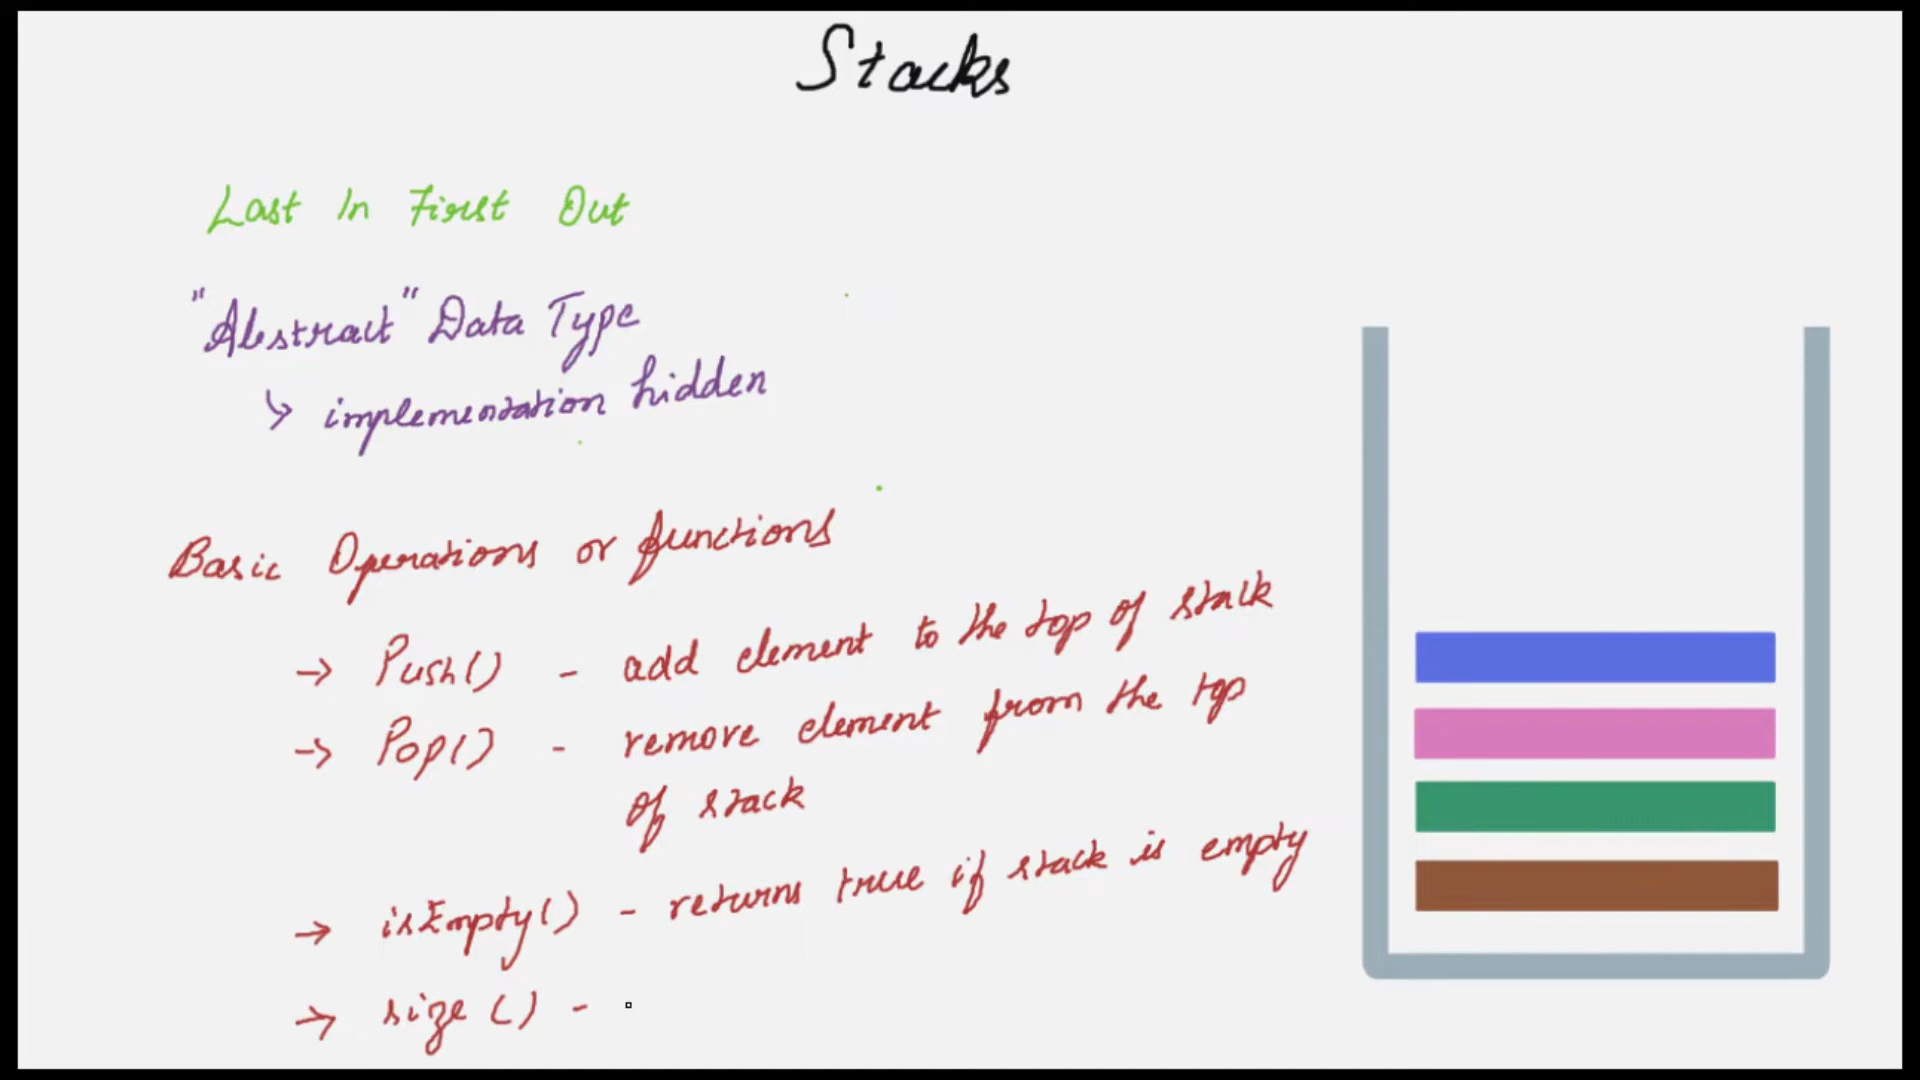 Stacks
Last In First Out
"Abstract" Data Type
↳ implementation hidden
Basic Operations or functions
→ Push() - add element to the top of stack
→ Pop() - remove element from the top
of stack
→ isEmpty() - returns true if stack is empty
→ size() -